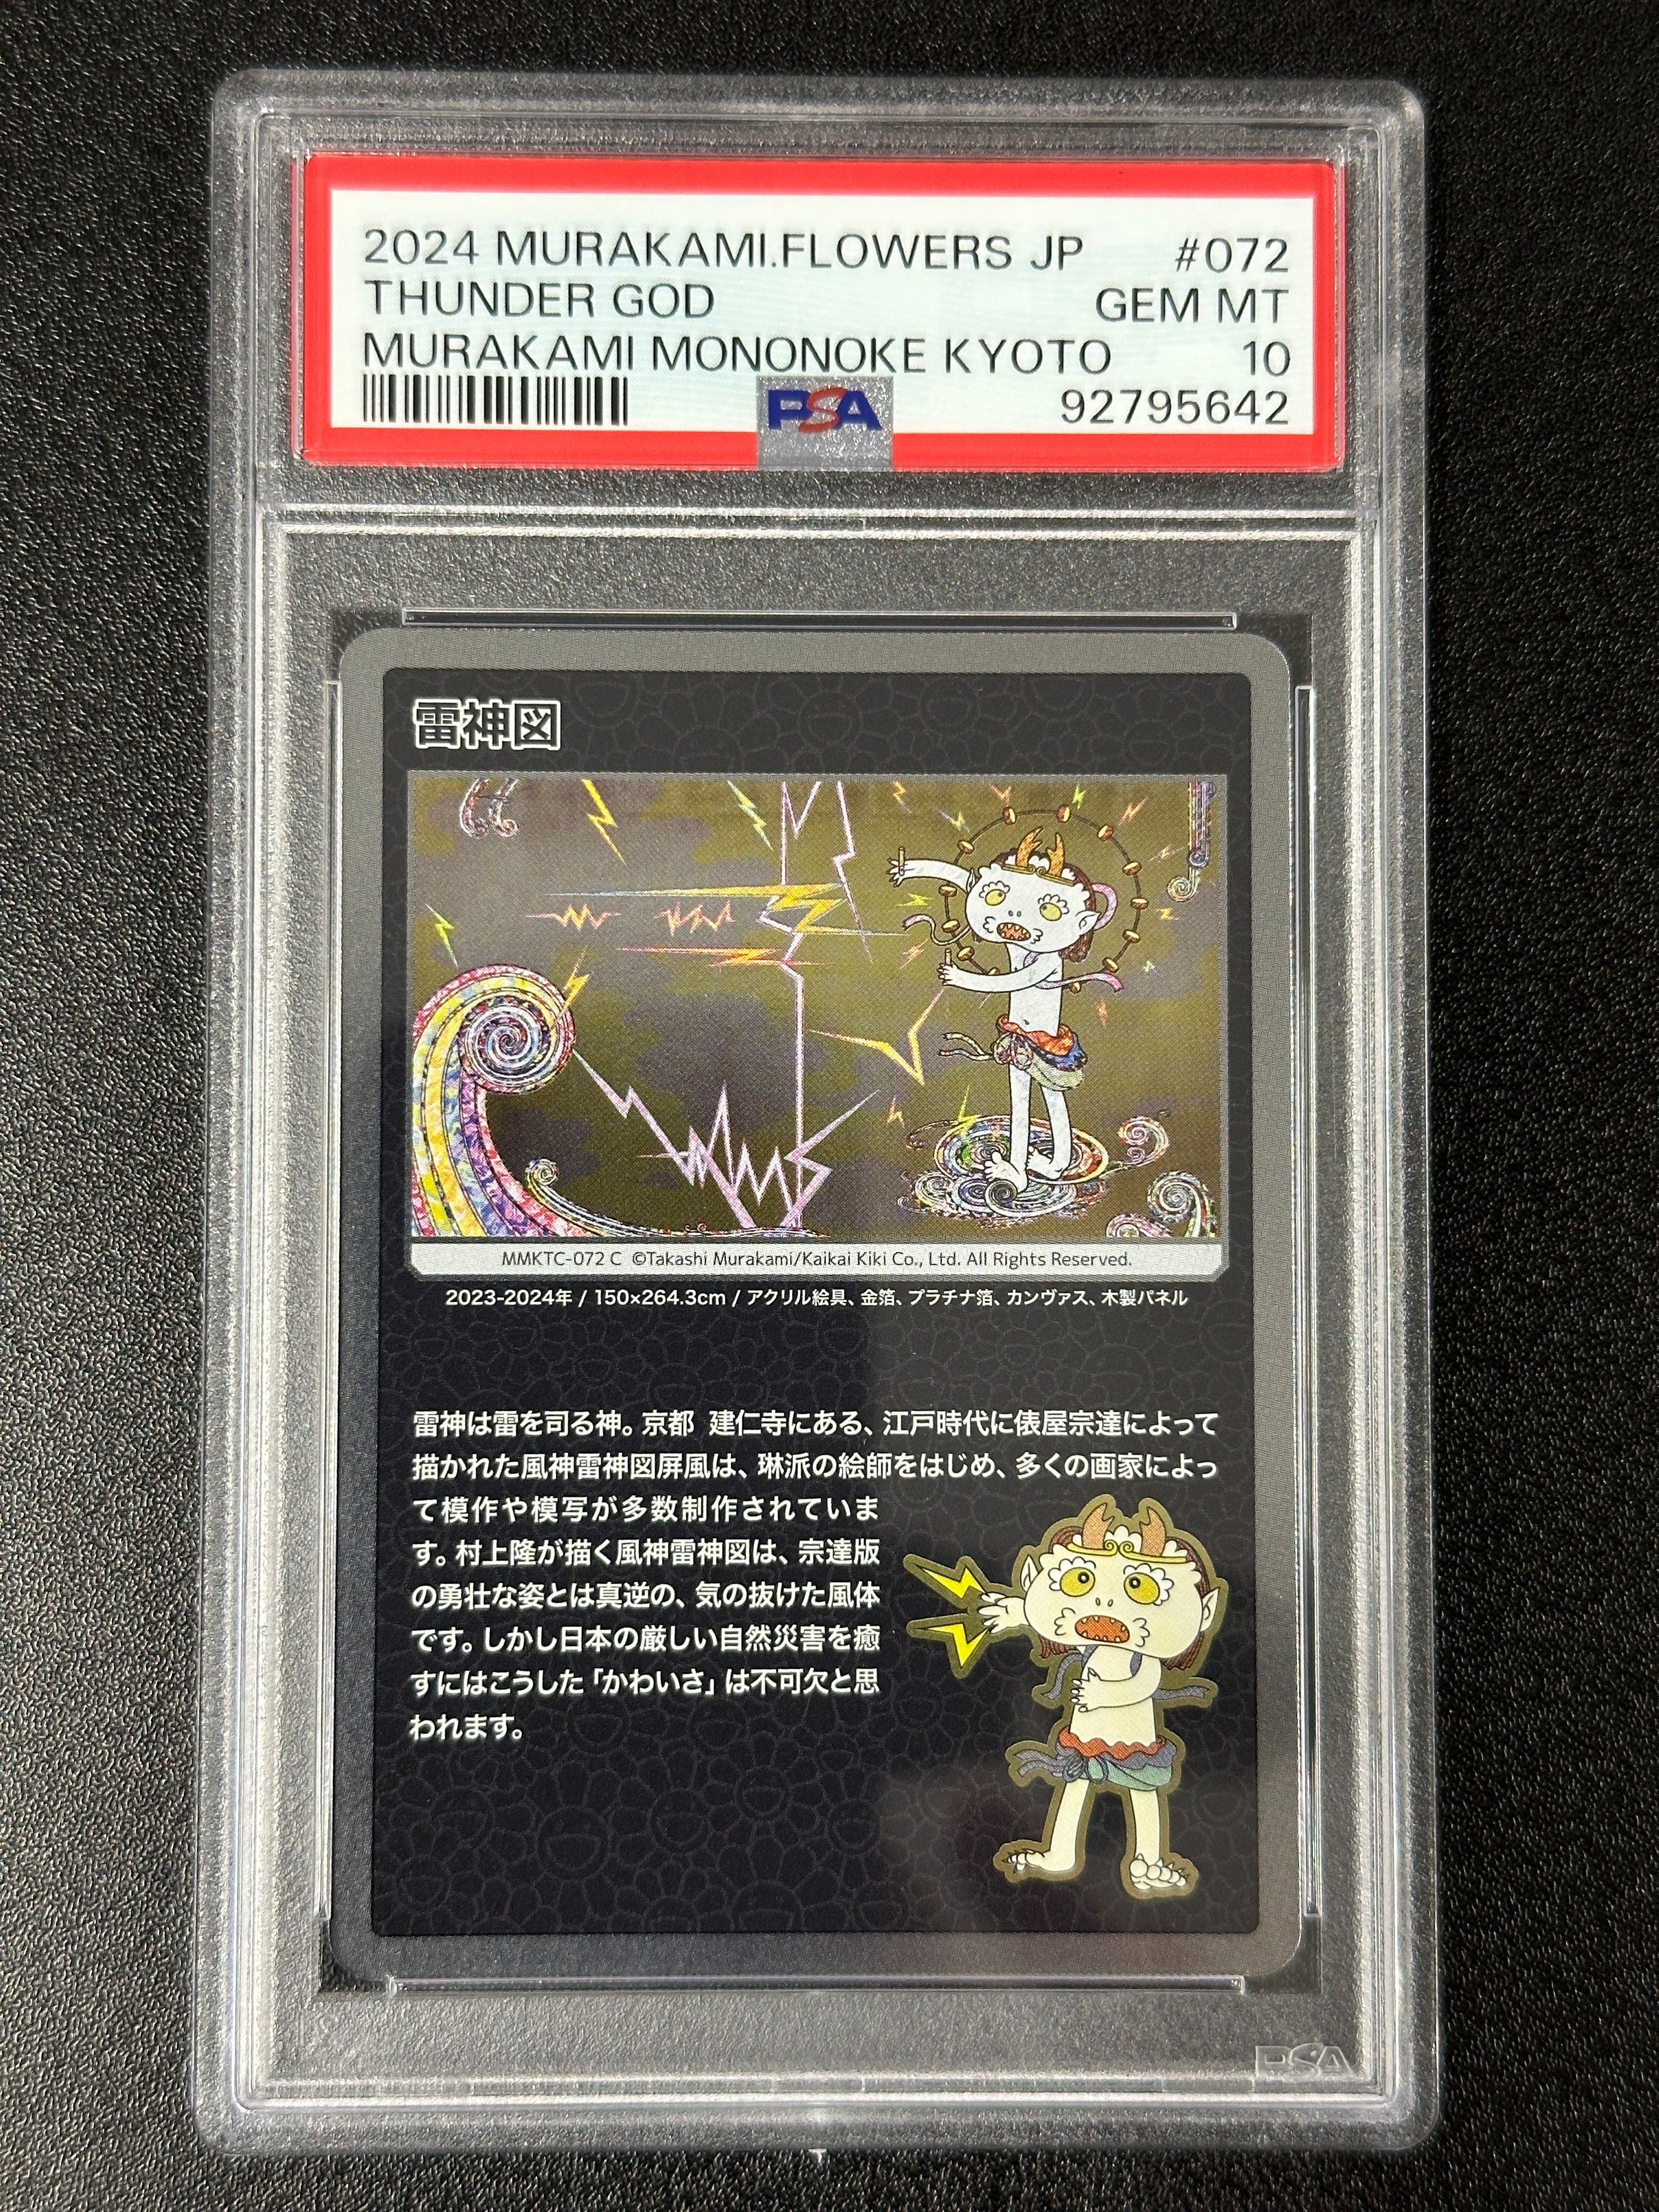 2024 MURAKAMI.FLOWERS JP #072
THUNDER GOD GEM MT
MURAKAMI MONONOKE KYOTO 10
PSA 92795642
雷神図
MMKTC-072 C ©Takashi Murakami/Kaikai Kiki Co., Ltd. All Rights Reserved.
2023-2024年 / 150×264.3cm / アクリル絵具、金箔、プラチナ箔、カンヴァス、木製パネル
雷神は雷を司る神。京都 建仁寺にある、江戸時代に俵屋宗達によって
描かれた風神雷神図屏風は、琳派の絵師をはじめ、多くの画家によっ
て模作や模写が多数制作されていま
す。村上隆が描く風神雷神図は、宗達版
の勇壮な姿とは真逆の、気の抜けた風体
です。しかし日本の厳しい自然災害を癒
すにはこうした「かわいさ」は不可欠と思
われます。
PSA